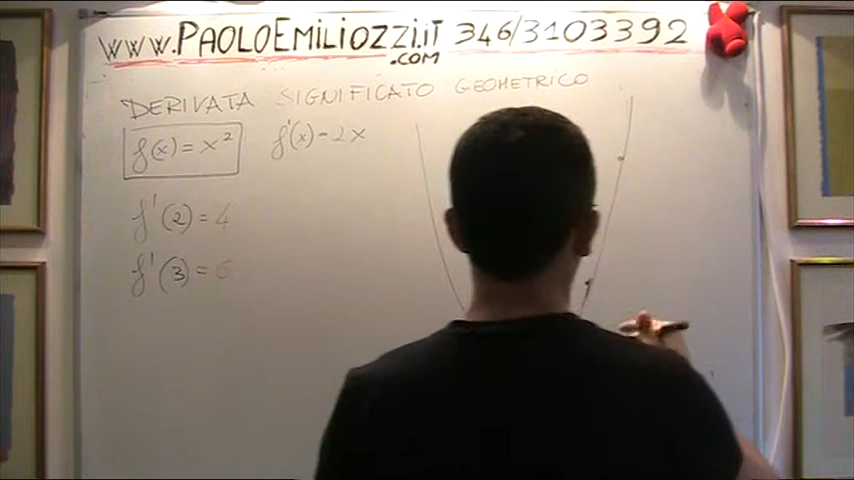 www.PAOLOEMILIOZZI.IT 346/3103392
.COM
DERIVATA SIGNIFICATO GEOMETRICO
f(x) = x² f'(x) = 2x
f'(2) = 4
f'(3) = 6